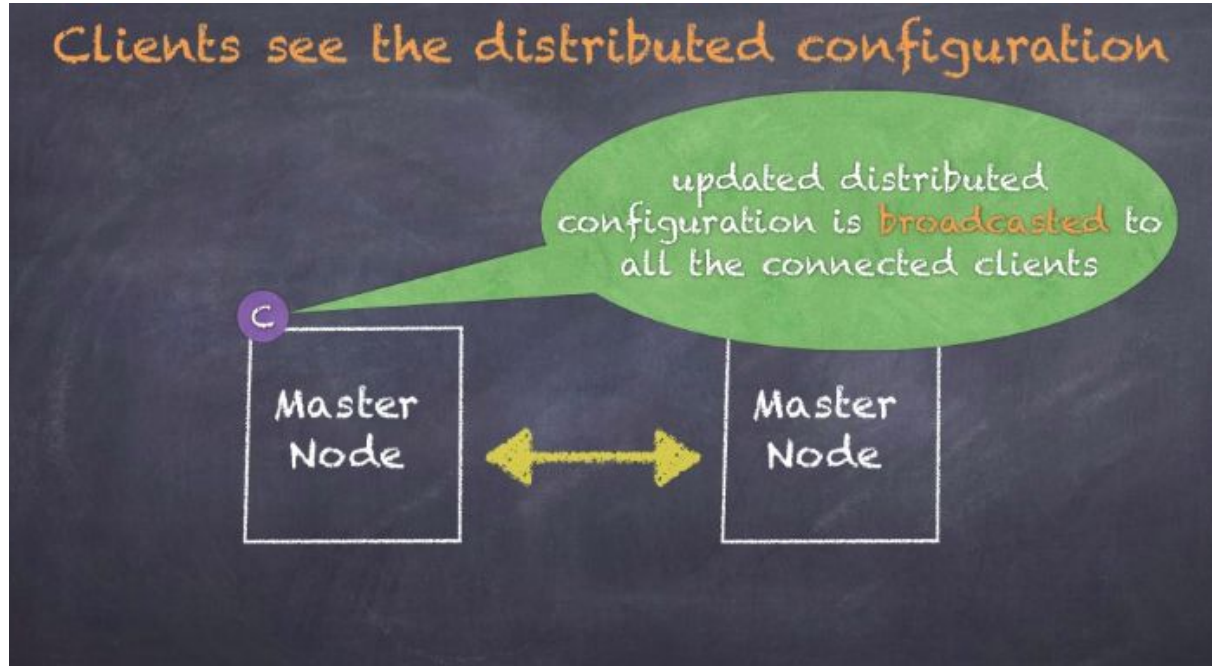 Clients see the distributed configuration
updated distributed
configuration is broadcasted to
all the connected clients
C
Master
Node
Master
Node